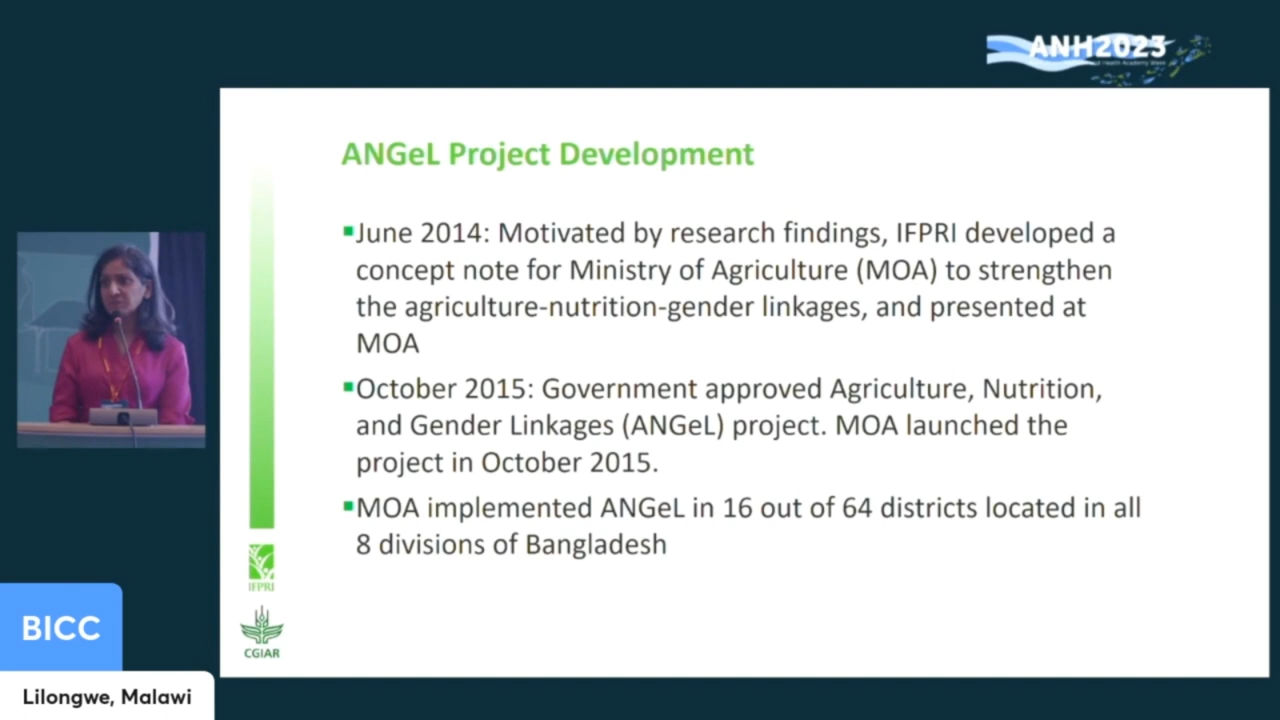 ANH2023
ANGeL Project Development
▪June 2014: Motivated by research findings, IFPRI developed a
concept note for Ministry of Agriculture (MOA) to strengthen
the agriculture-nutrition-gender linkages, and presented at
MOA
▪October 2015: Government approved Agriculture, Nutrition,
and Gender Linkages (ANGeL) project. MOA launched the
project in October 2015.
▪MOA implemented ANGeL in 16 out of 64 districts located in all
8 divisions of Bangladesh
IFPRI
CGIAR
BICC
Lilongwe, Malawi